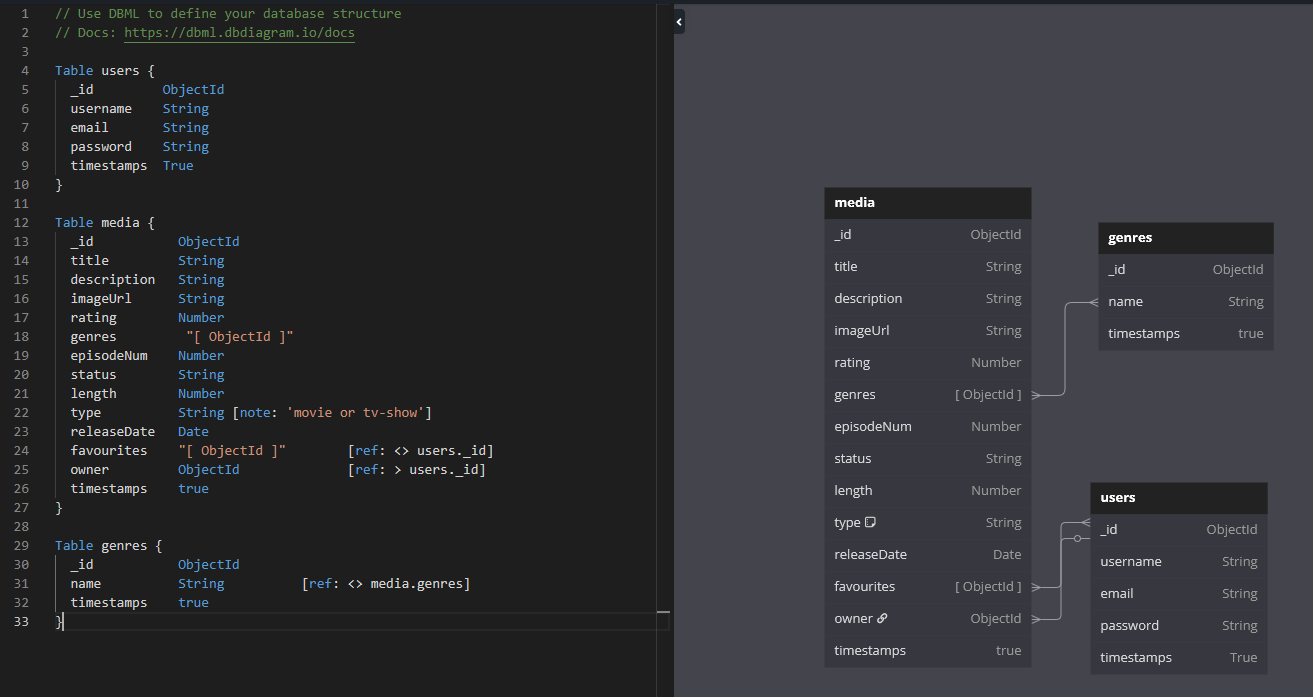 1 // Use DBML to define your database structure
2 // Docs: https://dbml.dbdiagram.io/docs
3
4 Table users {
5 _id ObjectId
6 username String
7 email String
8 password String
9 timestamps True
10 }
11
12 Table media {
13 _id ObjectId
14 title String
15 description String
16 imageUrl String
17 rating Number
18 genres "[ ObjectId ]"
19 episodeNum Number
20 status String
21 length Number
22 type String [note: 'movie or tv-show']
23 releaseDate Date
24 favourites "[ ObjectId ]" [ref: <> users._id]
25 owner ObjectId [ref: > users._id]
26 timestamps true
27 }
28
29 Table genres {
30 _id ObjectId
31 name String [ref: <> media.genres]
32 timestamps true
33 }
media
_id ObjectId
title String
description String
imageUrl String
rating Number
genres [ ObjectId ]
episodeNum Number
status String
length Number
type String
releaseDate Date
favourites [ ObjectId ]
owner ObjectId
timestamps true
genres
_id ObjectId
name String
timestamps true
users
_id ObjectId
username String
email String
password String
timestamps True